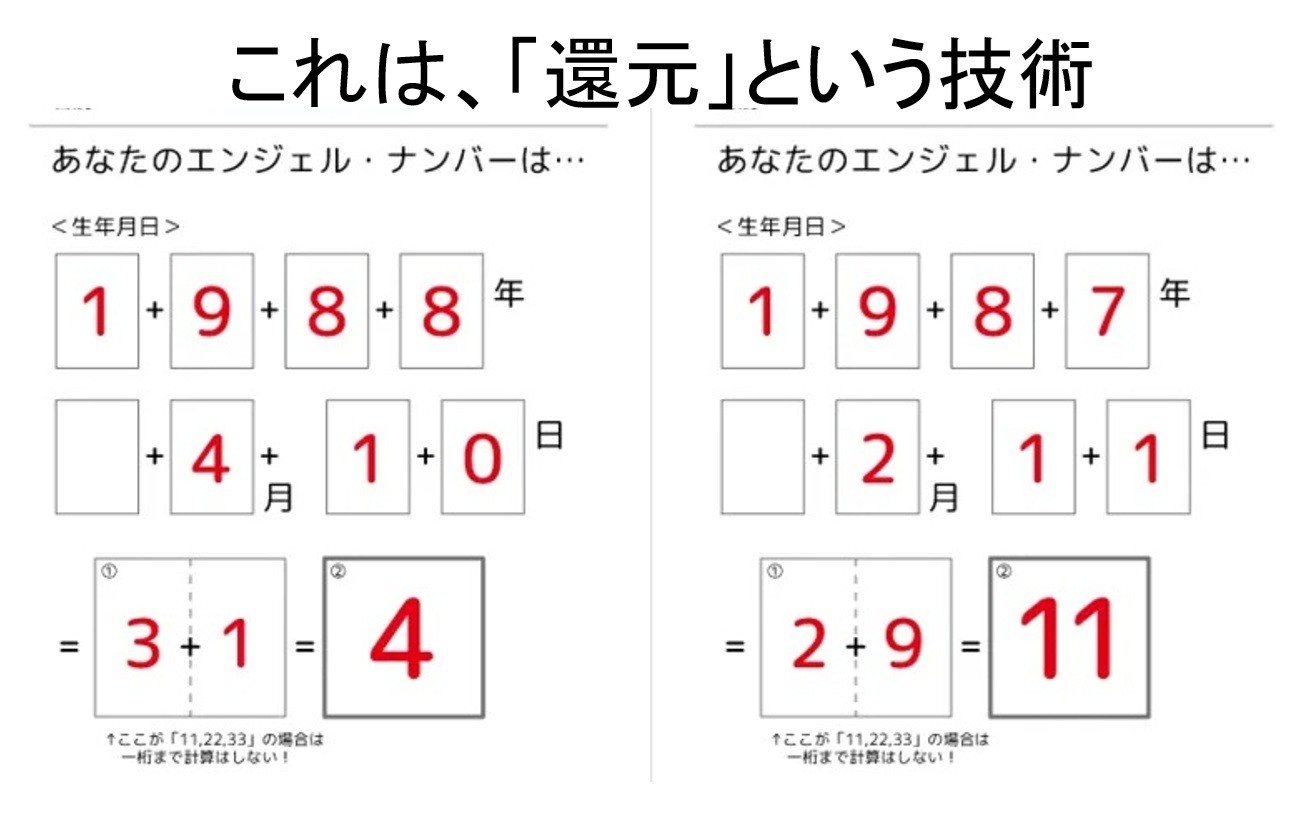 これは、「還元」という技術
あなたのエンジェル・ナンバーは…
<生年月日>
1 + 9 + 8 + 8 年
+ 4 + 月 1 + 0 日
= ① 3 + 1 = ② 4
↑ここが「11,22,33」の場合は
一桁まで計算はしない！
あなたのエンジェル・ナンバーは…
<生年月日>
1 + 9 + 8 + 7 年
+ 2 + 月 1 + 1 日
= ① 2 + 9 = ② 11
↑ここが「11,22,33」の場合は
一桁まで計算はしない！